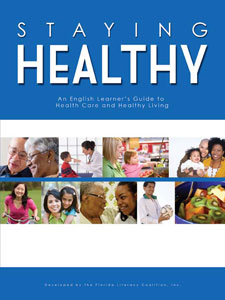 STAYING
HEALTHY
An English Learner's Guide to
Health Care and Healthy Living
Developed by the Florida Literacy Coalition, Inc.